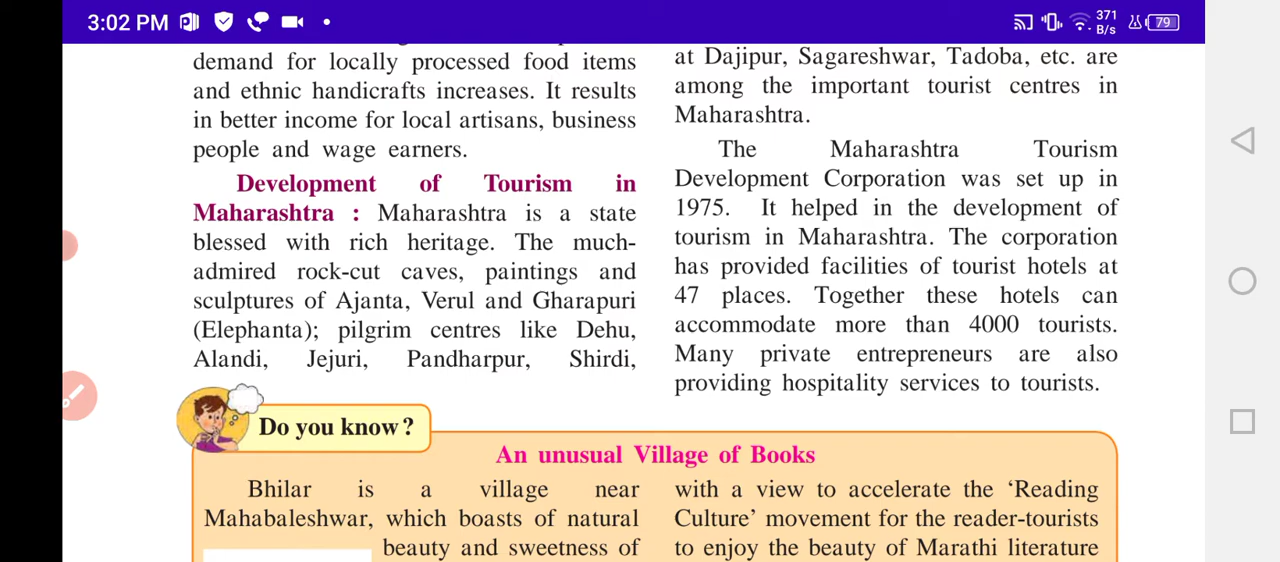 3:02 PM
371
B/s
79
demand for locally processed food items
and ethnic handicrafts increases. It results
in better income for local artisans, business
people and wage earners.
Development of Tourism in
Maharashtra : Maharashtra is a state
blessed with rich heritage. The much-
admired rock-cut caves, paintings and
sculptures of Ajanta, Verul and Gharapuri
(Elephanta); pilgrim centres like Dehu,
Alandi, Jejuri, Pandharpur, Shirdi,
at Dajipur, Sagareshwar, Tadoba, etc. are
among the important tourist centres in
Maharashtra.
The Maharashtra Tourism
Development Corporation was set up in
1975. It helped in the development of
tourism in Maharashtra. The corporation
has provided facilities of tourist hotels at
47 places. Together these hotels can
accommodate more than 4000 tourists.
Many private entrepreneurs are also
providing hospitality services to tourists.
Do you know?
An unusual Village of Books
Bhilar is a village near
Mahabaleshwar, which boasts of natural
beauty and sweetness of
with a view to accelerate the ‘Reading
Culture’ movement for the reader-tourists
to enjoy the beauty of Marathi literature